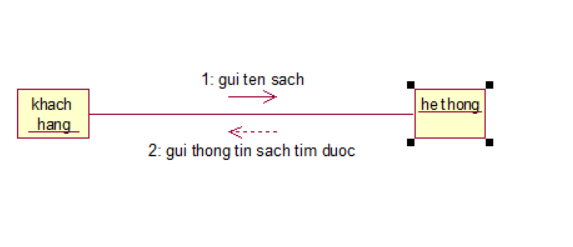 1: gui ten sach
khach
hang
he thong
2: gui thong tin sach tim duoc